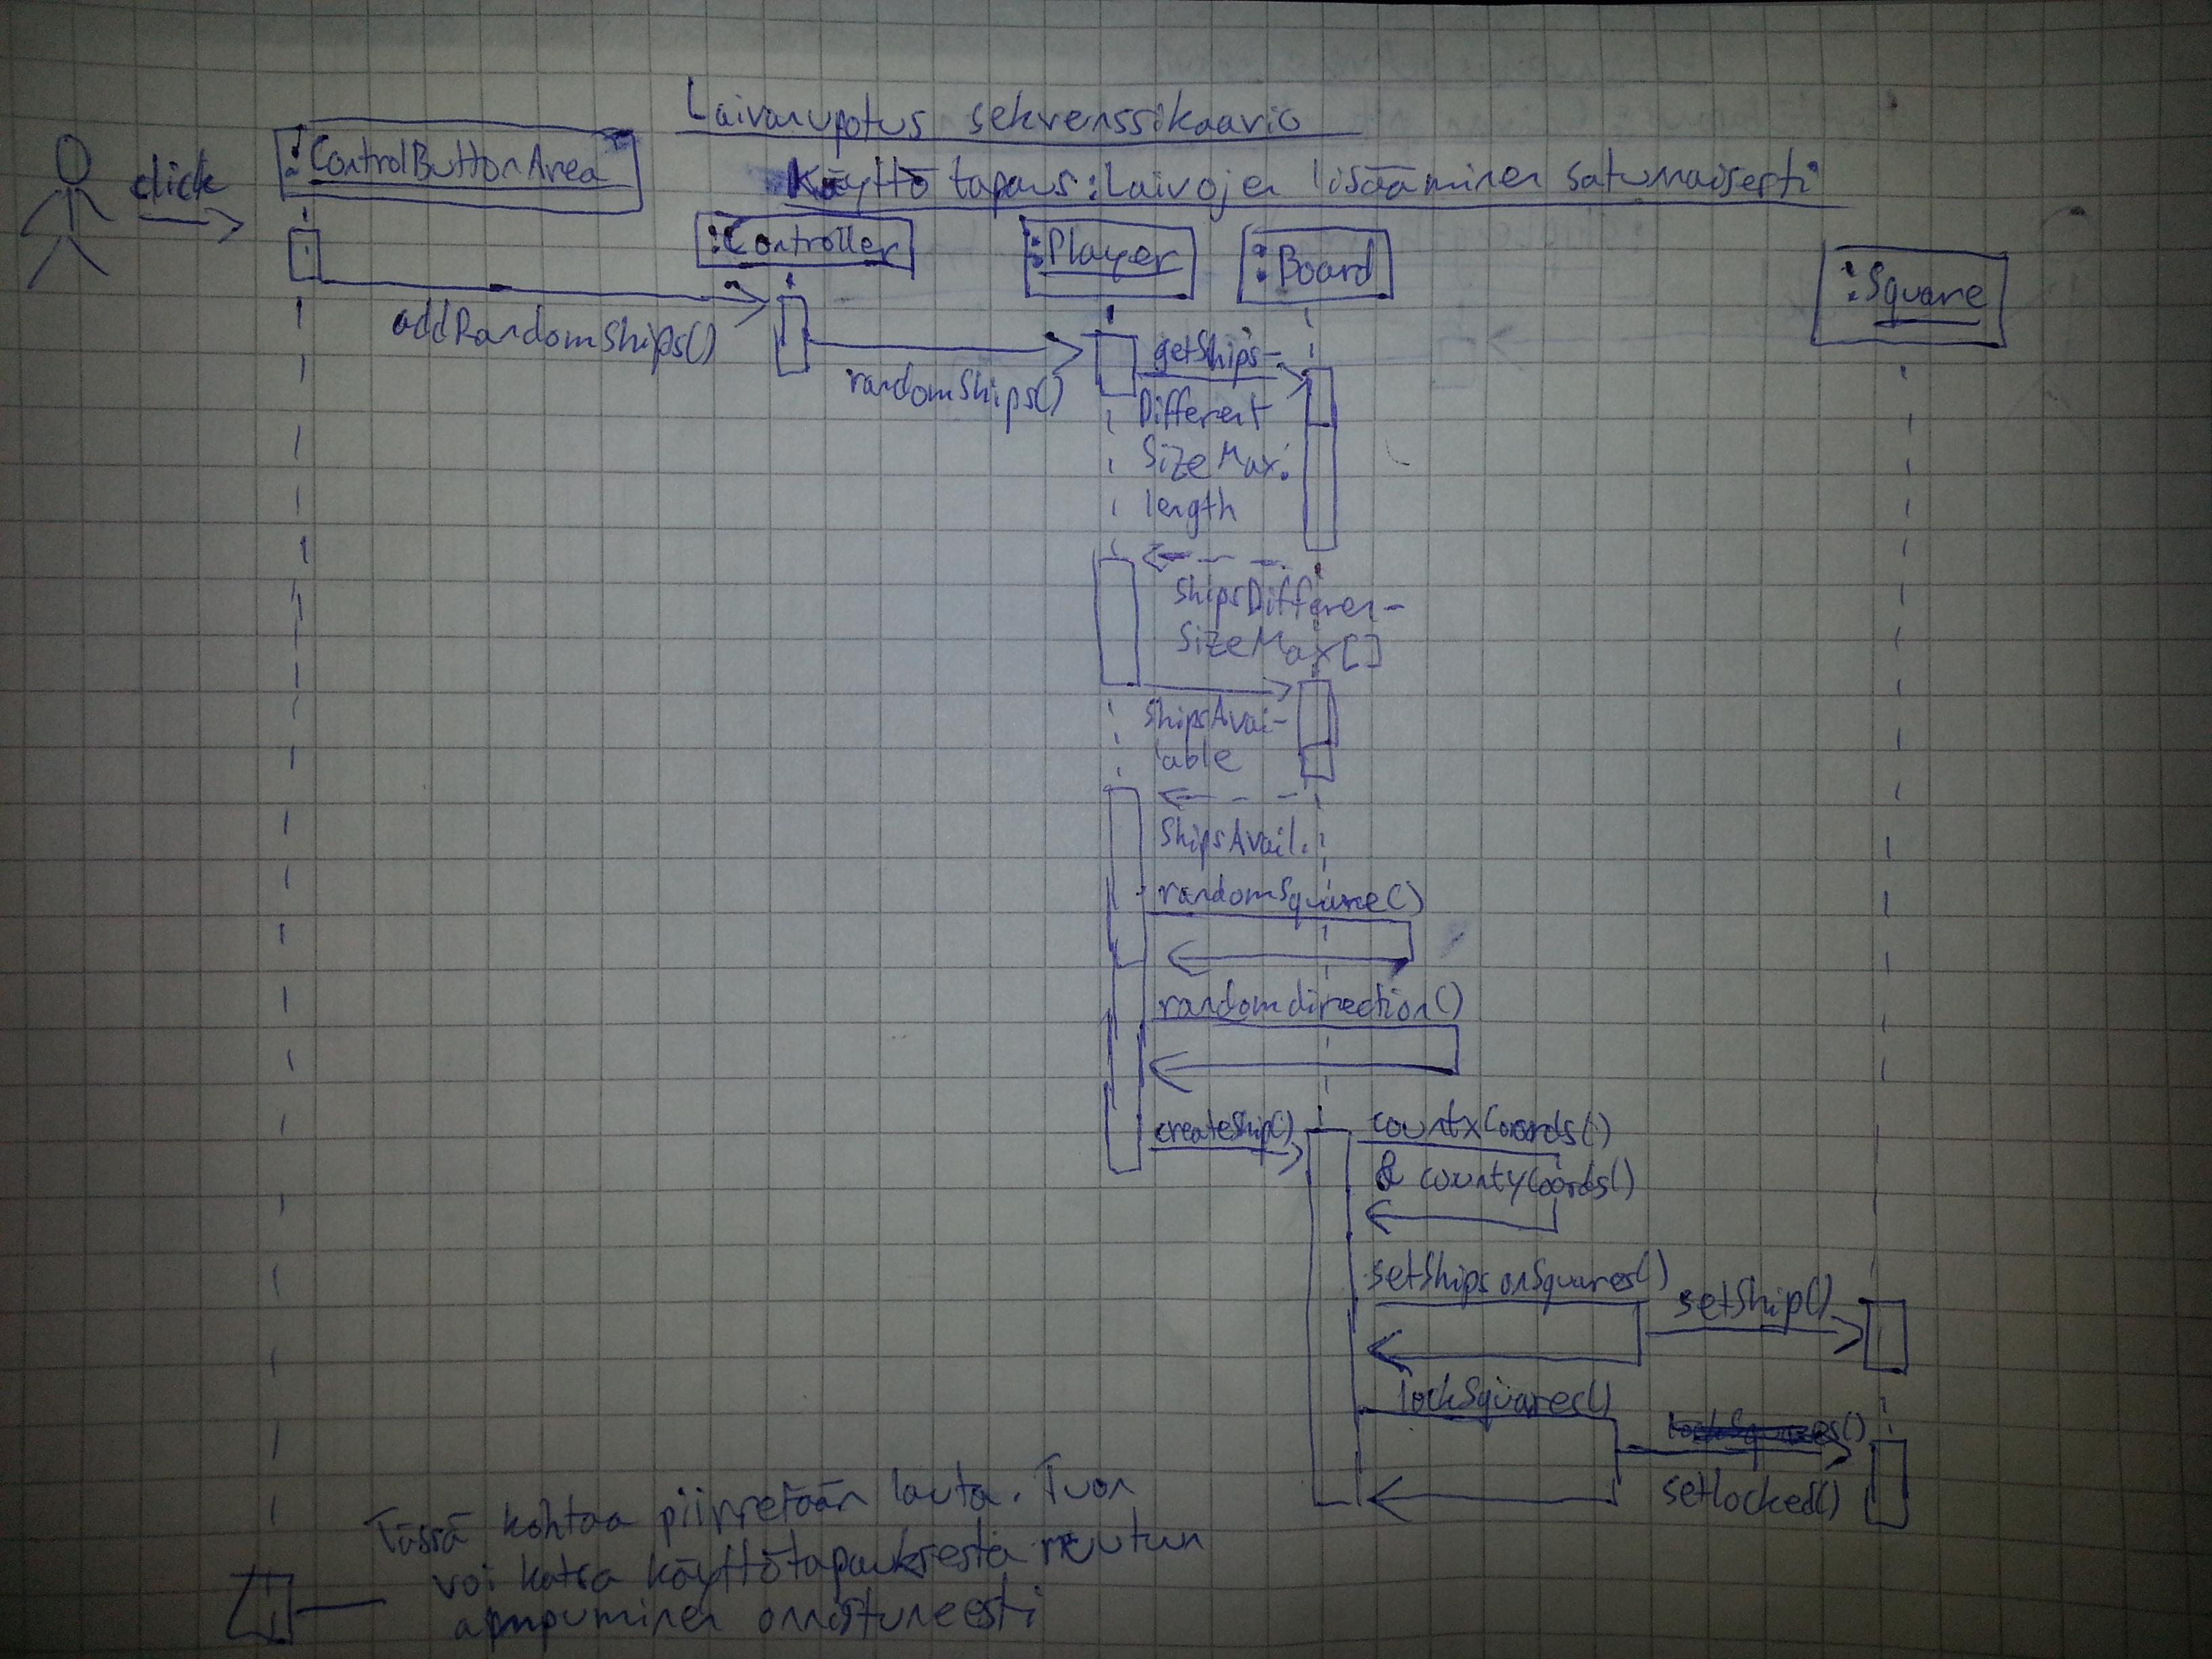 Laivanupotus sekvenssikaavio
Käyttötapaus: Laivojen lisääminen satunnaisesti
click
:ControlButtonArea
:Controller
:Player
:Board
:Square
addRandomShips()
randomShips()
getShips-
Different
SizeMax.
length
ShipsDifferen-
SizeMax[]
ShipsAvai-
lable
ShipsAvail.
randomSquare()
randomdirection()
createShip()
countxCoords()
& countyCoords()
setShipsonSquares()
setShip()
lockSquares()
setLocked()
Tässä kohtaa piirretään lauta. Tuon
voi katsoa käyttötapauksesta ruutuun
ampuminen onnistuneesti